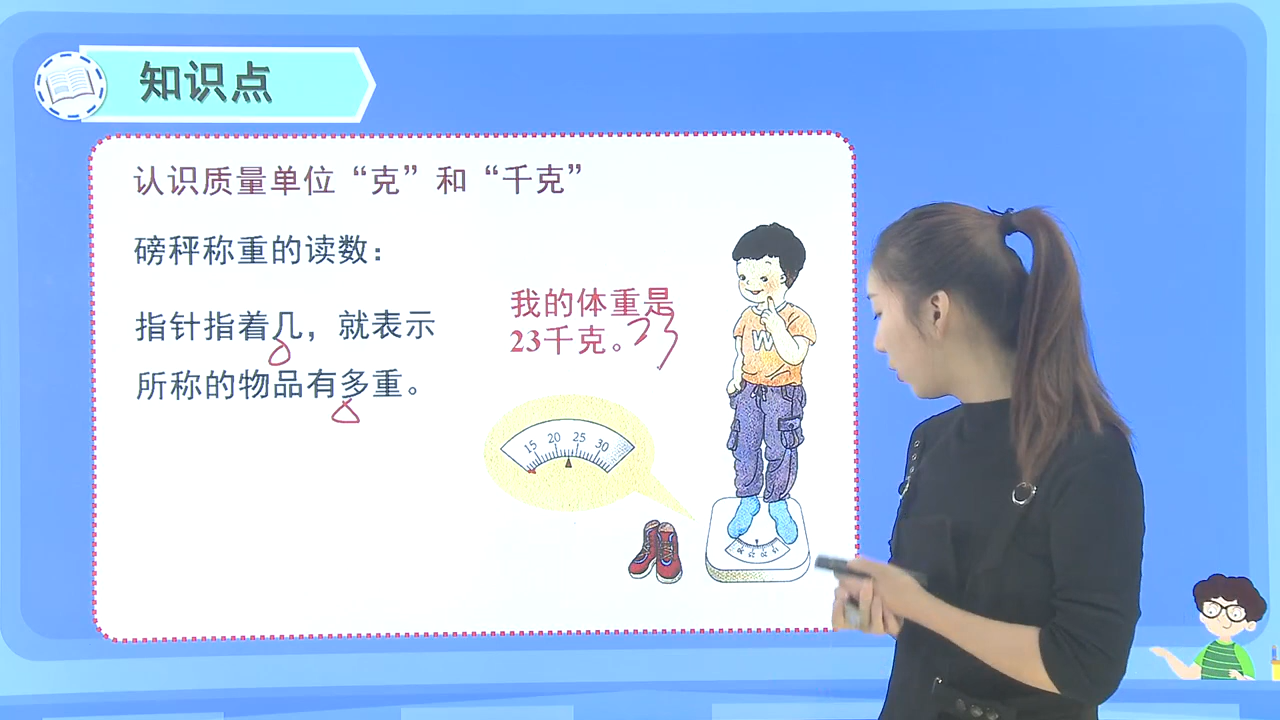 知识点
认识质量单位“克”和“千克”
磅秤称重的读数：
指针指着几，就表示
所称的物品有多重。
我的体重是
23千克。
23
15 20 25 30
W